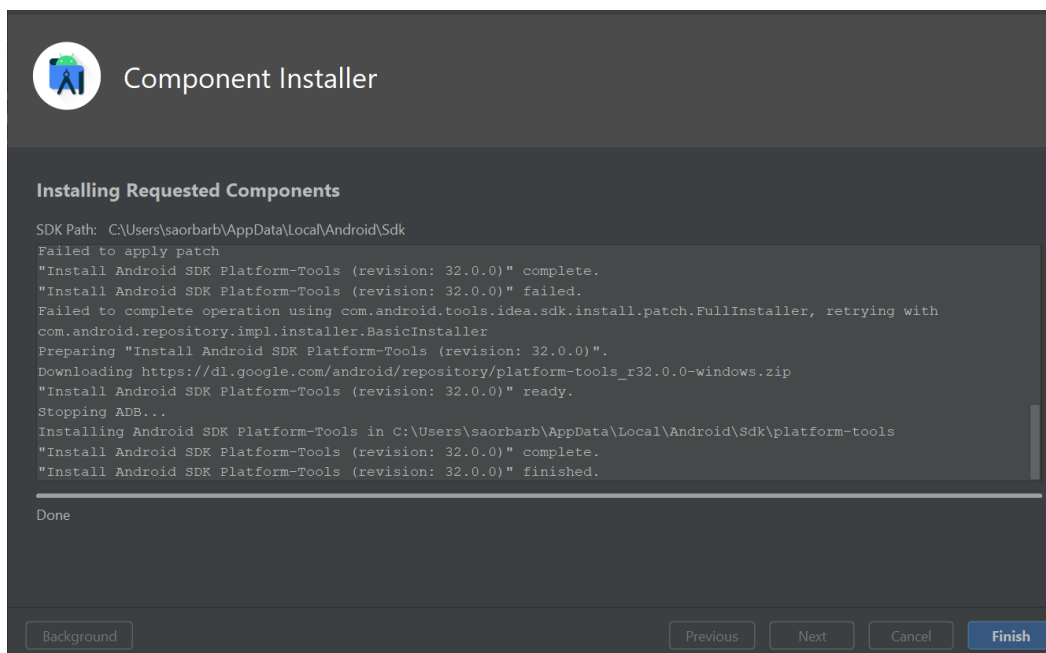 Component Installer
Installing Requested Components
SDK Path: C:\Users\saorbarb\AppData\Local\Android\Sdk
Failed to apply patch
"Install Android SDK Platform-Tools (revision: 32.0.0)" complete.
"Install Android SDK Platform-Tools (revision: 32.0.0)" failed.
Failed to complete operation using com.android.tools.idea.sdk.install.patch.FullInstaller, retrying with
com.android.repository.impl.installer.BasicInstaller
Preparing "Install Android SDK Platform-Tools (revision: 32.0.0)".
Downloading https://dl.google.com/android/repository/platform-tools_r32.0.0-windows.zip
"Install Android SDK Platform-Tools (revision: 32.0.0)" ready.
Stopping ADB...
Installing Android SDK Platform-Tools in C:\Users\saorbarb\AppData\Local\Android\Sdk\platform-tools
"Install Android SDK Platform-Tools (revision: 32.0.0)" complete.
"Install Android SDK Platform-Tools (revision: 32.0.0)" finished.
Done
Background Previous Next Cancel Finish